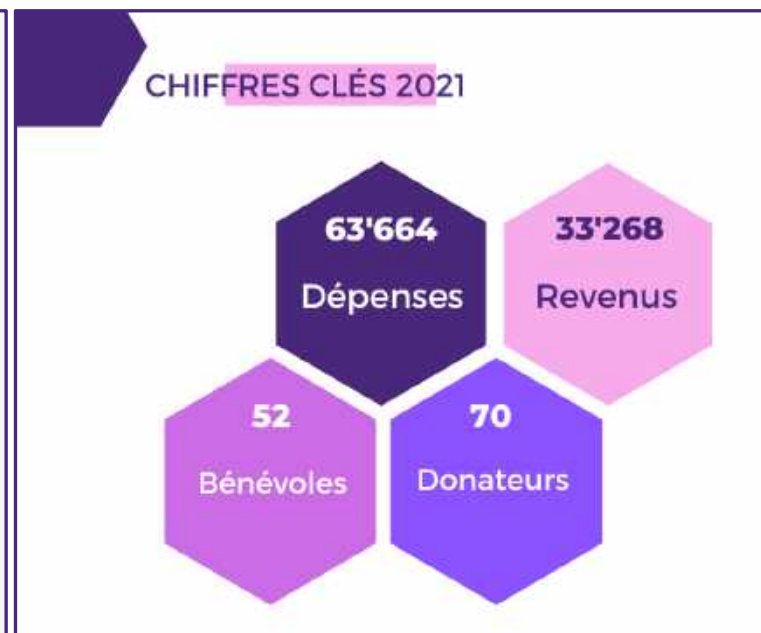 CHIFFRES CLÉS 2021
63'664
Dépenses
33'268
Revenus
52
Bénévoles
70
Donateurs